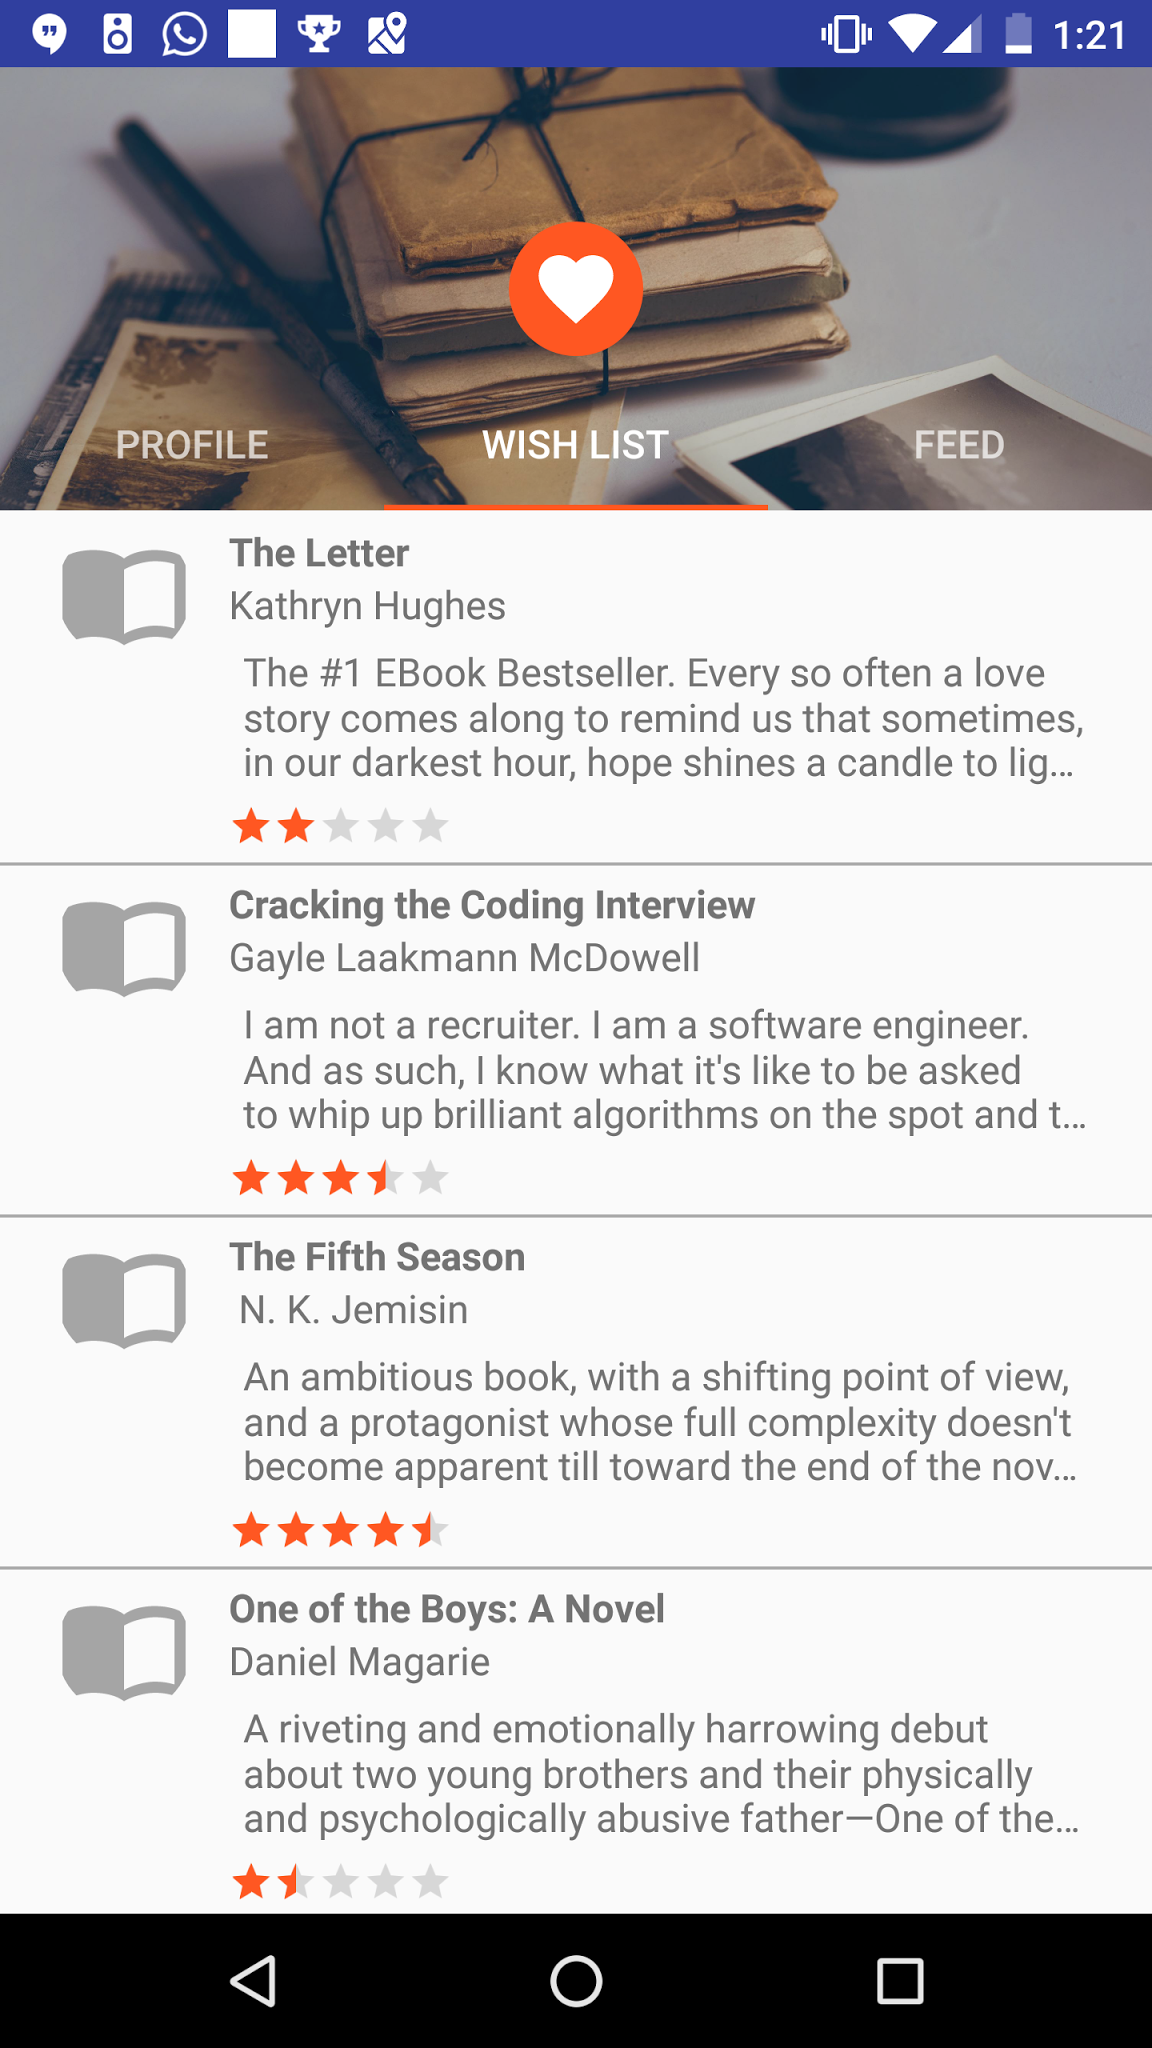 1:21
PROFILE
WISH LIST
FEED
The Letter
Kathryn Hughes
The #1 EBook Bestseller. Every so often a love
story comes along to remind us that sometimes,
in our darkest hour, hope shines a candle to lig...
Cracking the Coding Interview
Gayle Laakmann McDowell
I am not a recruiter. I am a software engineer.
And as such, I know what it's like to be asked
to whip up brilliant algorithms on the spot and t...
The Fifth Season
N. K. Jemisin
An ambitious book, with a shifting point of view,
and a protagonist whose full complexity doesn't
become apparent till toward the end of the nov...
One of the Boys: A Novel
Daniel Magarie
A riveting and emotionally harrowing debut
about two young brothers and their physically
and psychologically abusive father—One of the...